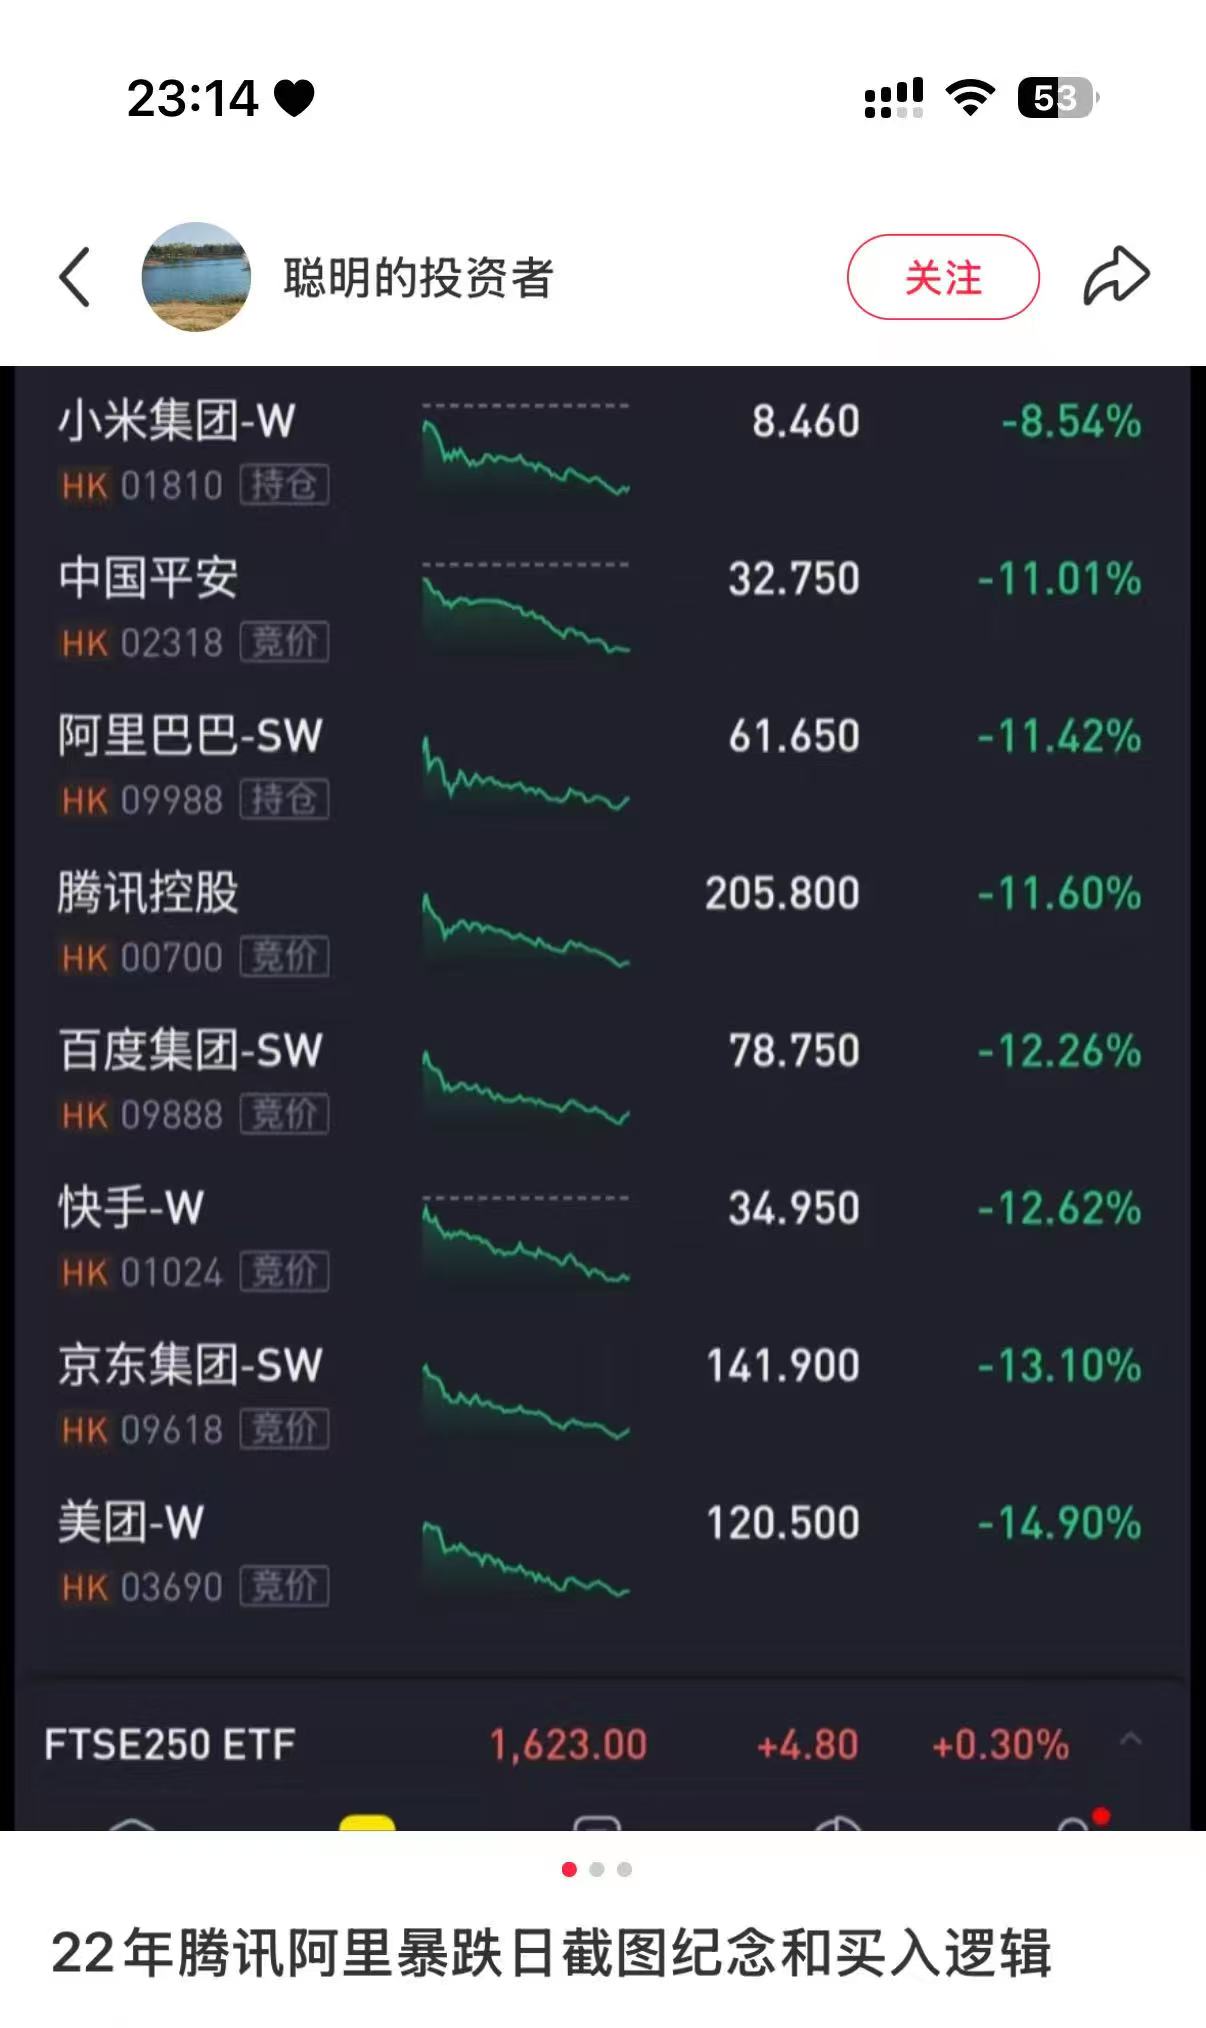 23:14
53
聪明的投资者
关注
小米集团-W 8.460 -8.54%
HK 01810 持仓
中国平安 32.750 -11.01%
HK 02318 竞价
阿里巴巴-SW 61.650 -11.42%
HK 09988 持仓
腾讯控股 205.800 -11.60%
HK 00700 竞价
百度集团-SW 78.750 -12.26%
HK 09888 竞价
快手-W 34.950 -12.62%
HK 01024 竞价
京东集团-SW 141.900 -13.10%
HK 09618 竞价
美团-W 120.500 -14.90%
HK 03690 竞价
FTSE250 ETF 1,623.00 +4.80 +0.30%
22年腾讯阿里暴跌日截图纪念和买入逻辑